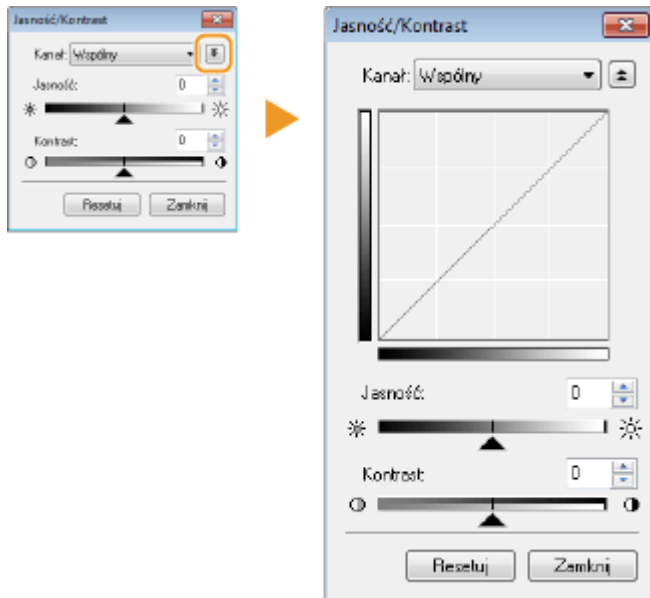 Jasność/Kontrast
Kanał: Wspólny
Jasność: 0
Kontrast: 0
Resetuj Zamknij
Jasność/Kontrast
Kanał: Wspólny
Jasność: 0
Kontrast: 0
Resetuj Zamknij